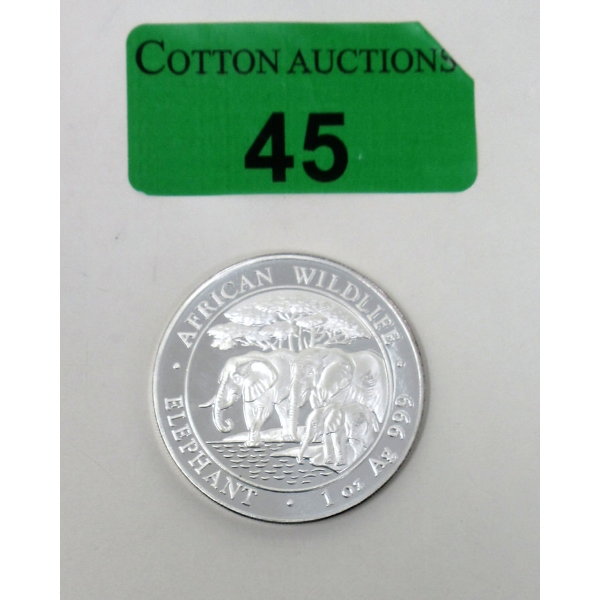 COTTON AUCTIONS
45
· AFRICAN WILDLIFE ·
ELEPHANT · 1 oz Ag 999